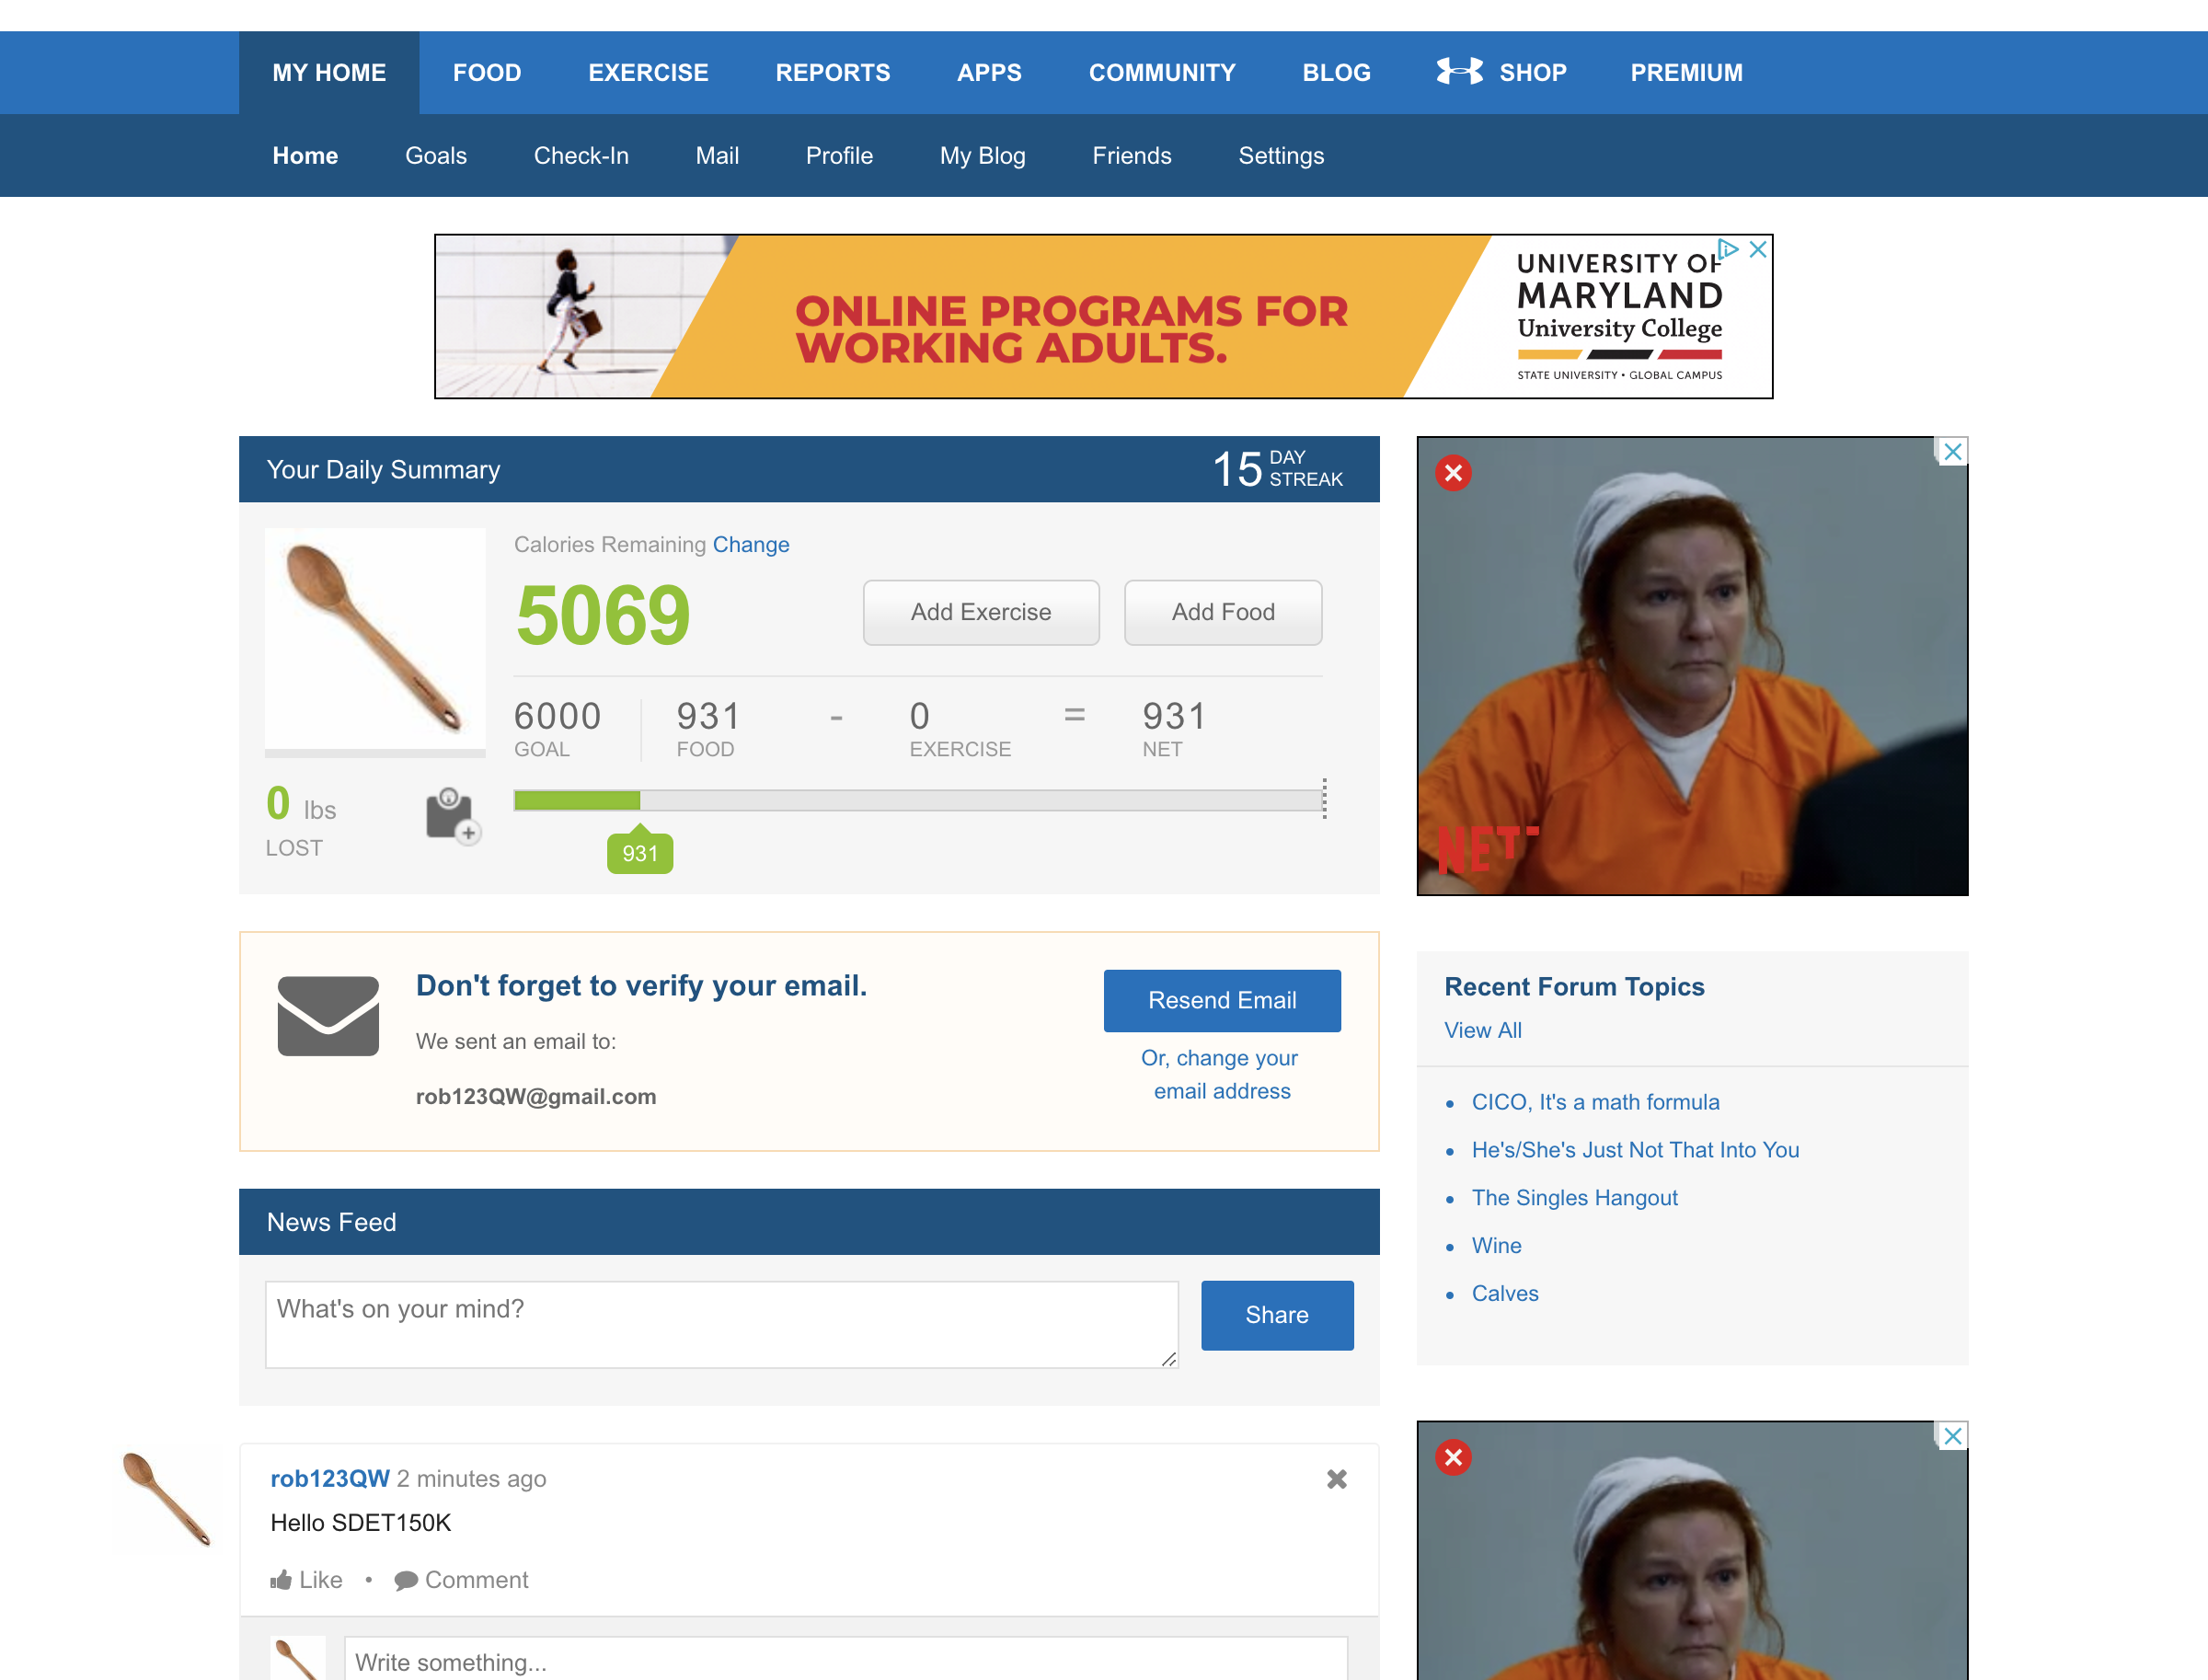 MY HOME FOOD EXERCISE REPORTS APPS COMMUNITY BLOG SHOP PREMIUM
Home Goals Check-In Mail Profile My Blog Friends Settings
ONLINE PROGRAMS FOR
WORKING ADULTS.
UNIVERSITY OF
MARYLAND
University College
STATE UNIVERSITY • GLOBAL CAMPUS
Your Daily Summary
15 DAY
STREAK
Calories Remaining Change
5069
Add Exercise Add Food
6000 931 - 0 = 931
GOAL FOOD EXERCISE NET
0 lbs
LOST
931
NET
Don't forget to verify your email.
We sent an email to:
rob123QW@gmail.com
Resend Email
Or, change your
email address
Recent Forum Topics
View All
• CICO, It's a math formula
• He's/She's Just Not That Into You
• The Singles Hangout
• Wine
• Calves
News Feed
What's on your mind?
Share
rob123QW 2 minutes ago
Hello SDET150K
Like • Comment
Write something...